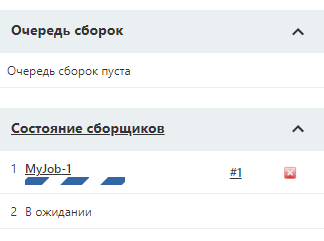 Очередь сборок
Очередь сборок пуста
Состояние сборщиков
1 MyJob-1 #1
2 В ожидании